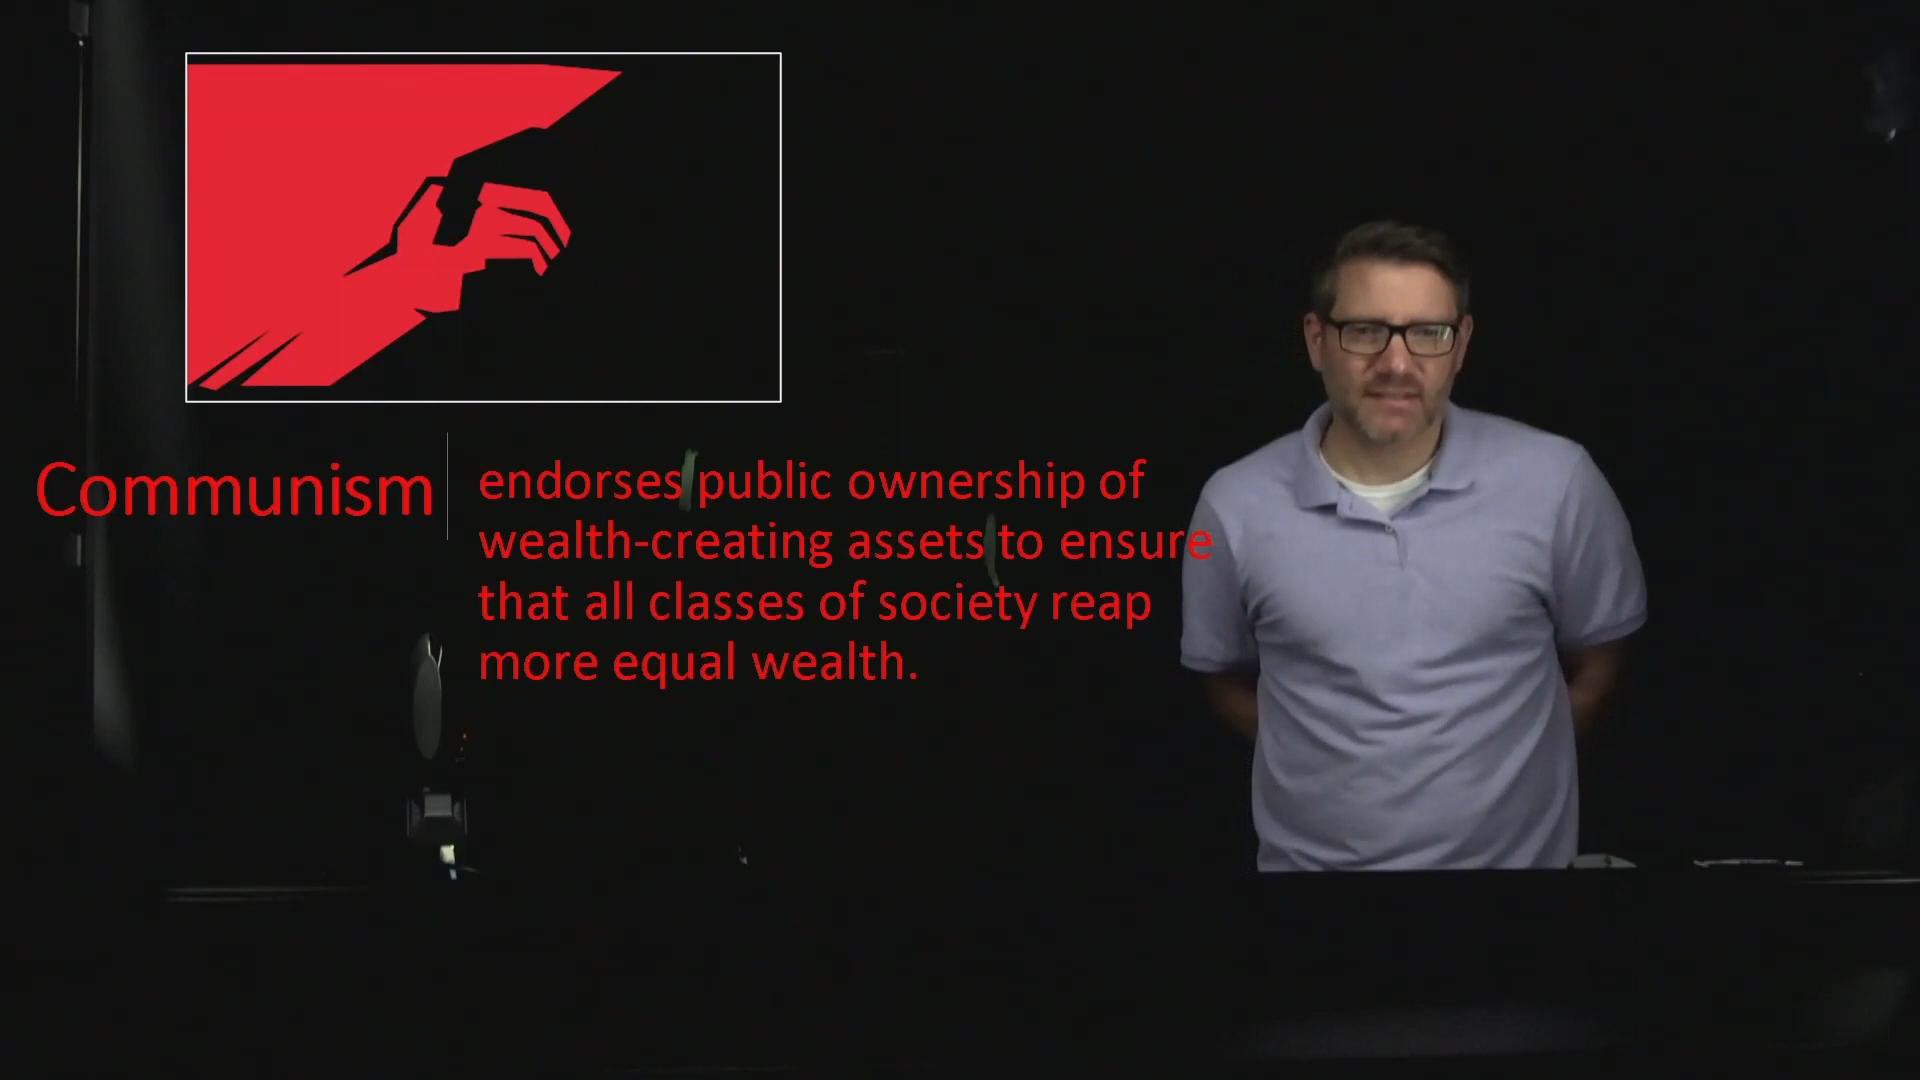 Communism
endorses public ownership of
wealth-creating assets to ensure
that all classes of society reap
more equal wealth.